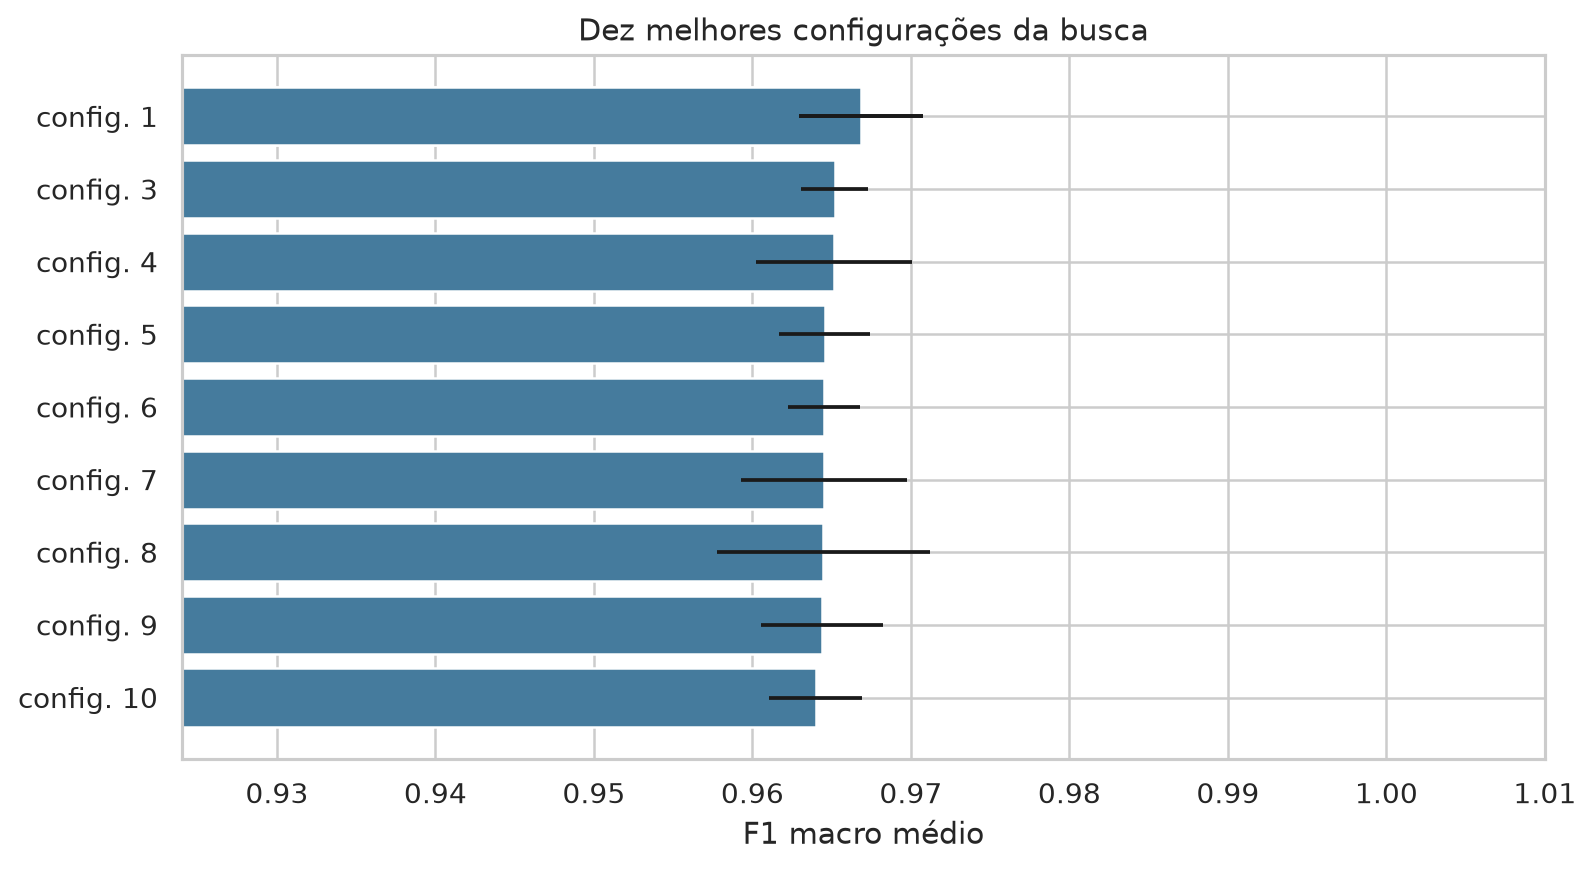 Dez melhores configurações da busca
config. 1
config. 3
config. 4
config. 5
config. 6
config. 7
config. 8
config. 9
config. 10
0.93 0.94 0.95 0.96 0.97 0.98 0.99 1.00 1.01
F1 macro médio